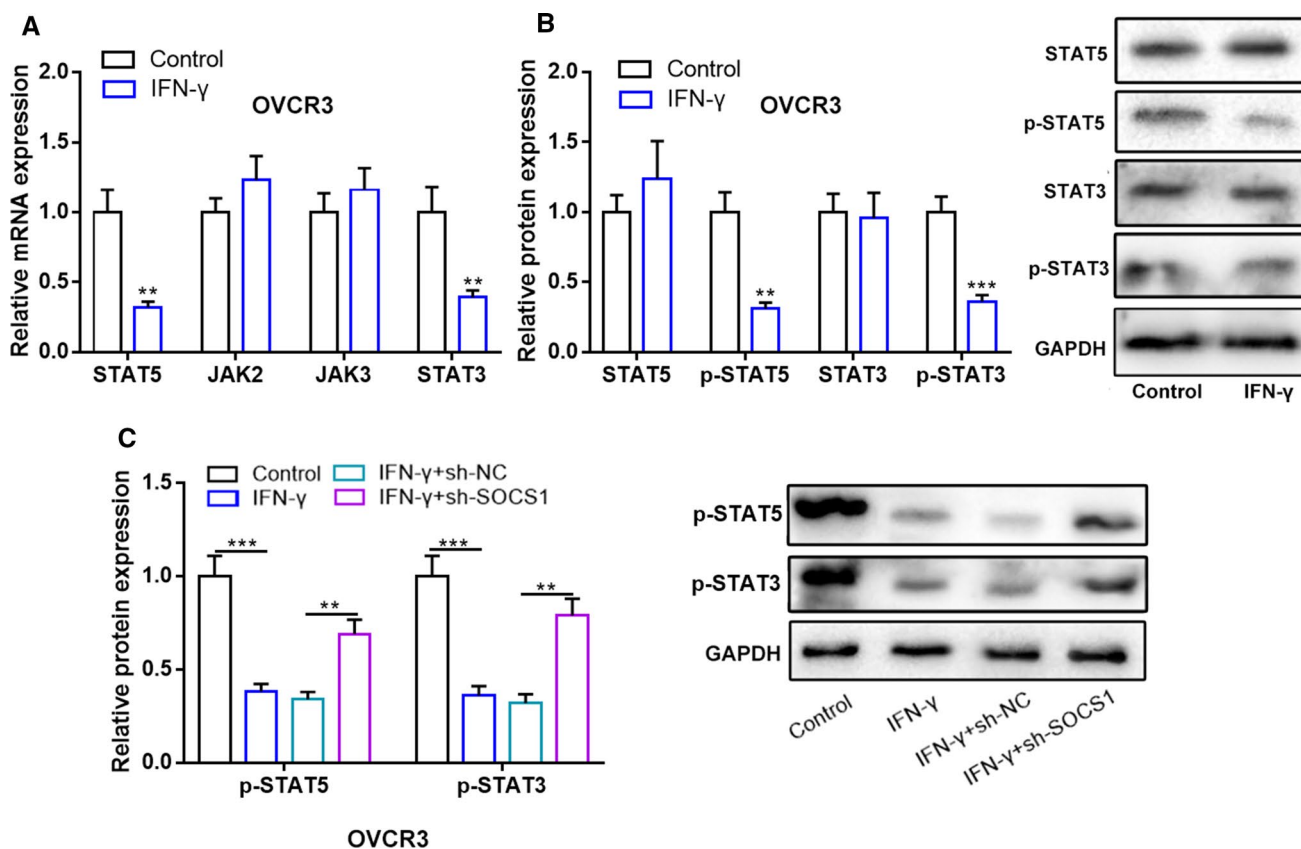 A
Control
IFN-γ
OVCR3
Relative mRNA expression
2.0
1.5
1.0
0.5
0.0
**
**
STAT5 JAK2 JAK3 STAT3
B
Control
IFN-γ
OVCR3
Relative protein expression
2.0
1.5
1.0
0.5
0.0
**
***
STAT5 p-STAT5 STAT3 p-STAT3
STAT5
p-STAT5
STAT3
p-STAT3
GAPDH
Control IFN-γ
C
Control IFN-γ+sh-NC
IFN-γ IFN-γ+sh-SOCS1
Relative protein expression
1.5
1.0
0.5
0.0
*** ***
** **
p-STAT5 p-STAT3
OVCR3
p-STAT5
p-STAT3
GAPDH
Control IFN-γ IFN-γ+sh-NC IFN-γ+sh-SOCS1